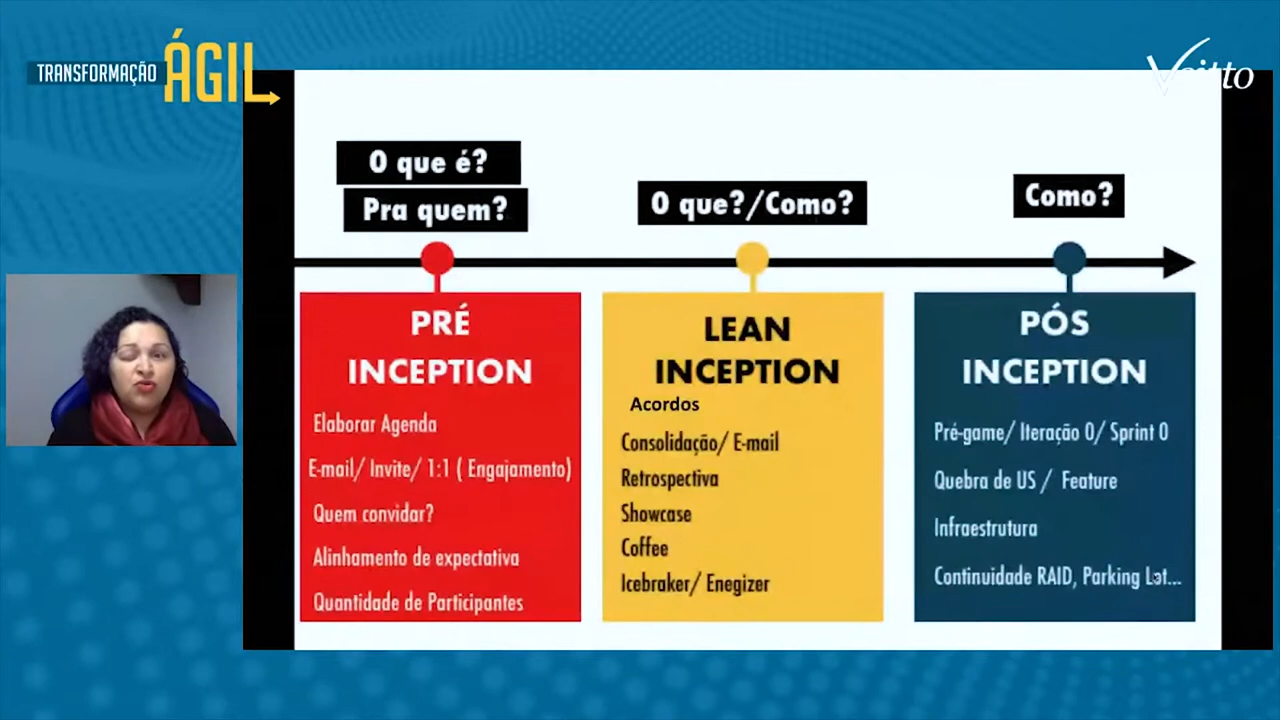 TRANSFORMAÇÃO ÁGIL
Voitto
O que é?
Pra quem?
O que?/Como?
Como?
PRÉ
INCEPTION
Elaborar Agenda
E-mail/ Invite/ 1:1 ( Engajamento)
Quem convidar?
Alinhamento de expectativa
Quantidade de Participantes
LEAN
INCEPTION
Acordos
Consolidação/ E-mail
Retrospectiva
Showcase
Coffee
Icebraker/ Enegizer
PÓS
INCEPTION
Pré-game/ Iteração 0/ Sprint 0
Quebra de US / Feature
Infraestrutura
Continuidade RAID, Parking Lot...